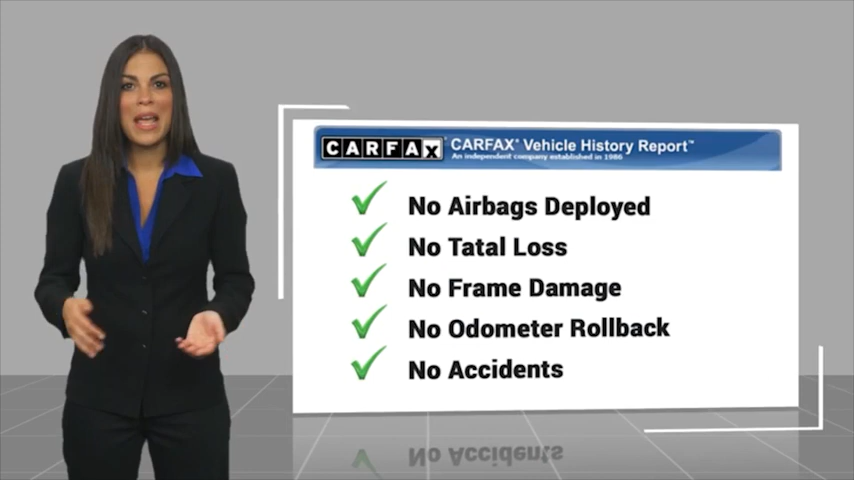 CARFAX CARFAX® Vehicle History Report™
An independent company established in 1986
No Airbags Deployed
No Tatal Loss
No Frame Damage
No Odometer Rollback
No Accidents
No Accidents